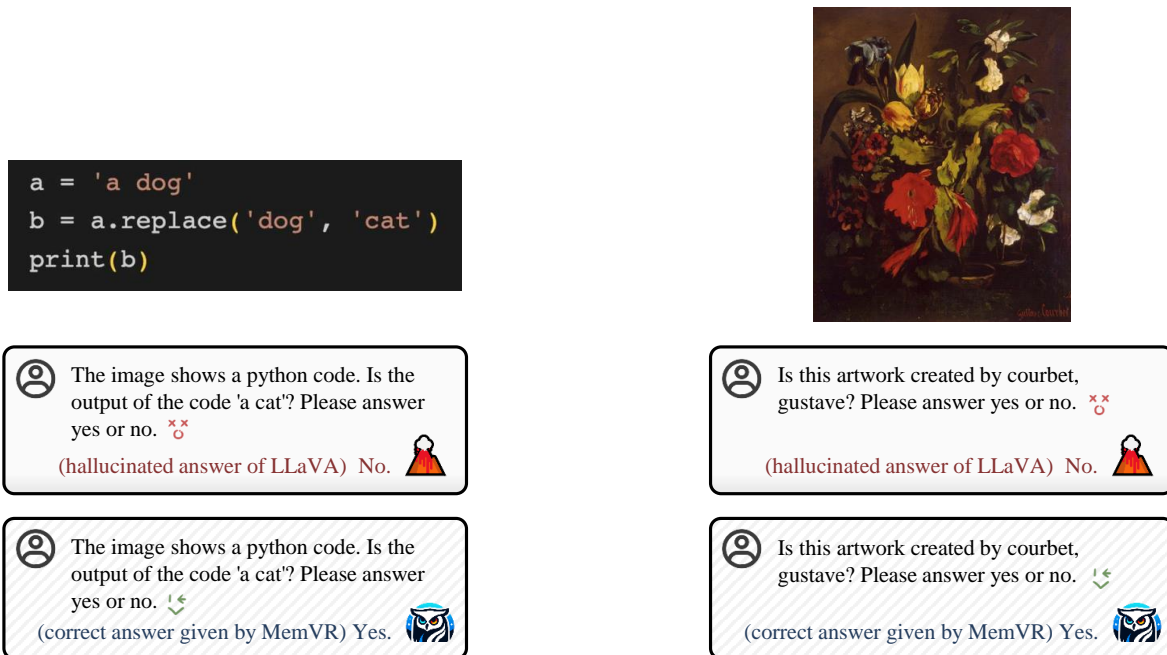 a = 'a dog'
b = a.replace('dog', 'cat')
print(b)
The image shows a python code. Is the
output of the code 'a cat'? Please answer
yes or no.
(hallucinated answer of LLaVA) No.
The image shows a python code. Is the
output of the code 'a cat'? Please answer
yes or no.
(correct answer given by MemVR) Yes.
Is this artwork created by courbet,
gustave? Please answer yes or no.
(hallucinated answer of LLaVA) No.
Is this artwork created by courbet,
gustave? Please answer yes or no.
(correct answer given by MemVR) Yes.